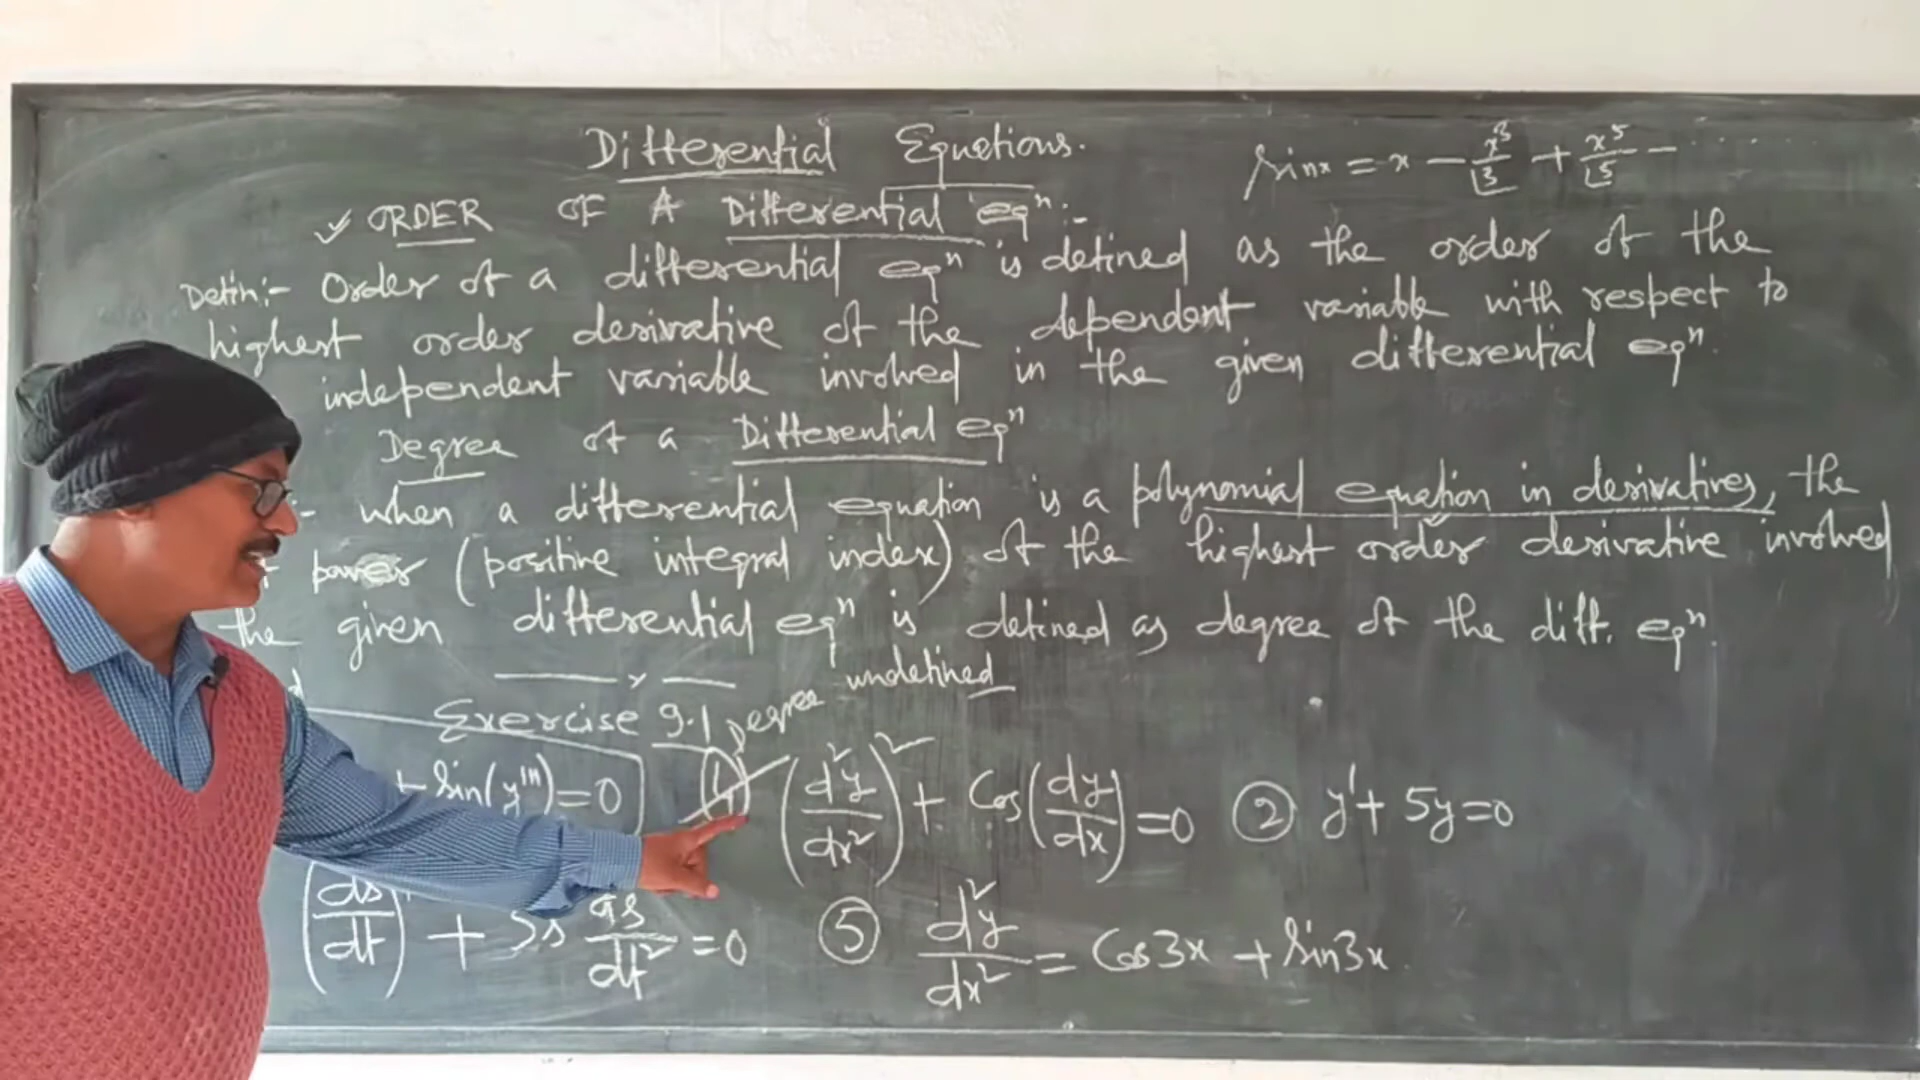 Differential Equations.
sinx = x - x³/⌊3 + x⁵/⌊5 - ......
✓ ORDER OF A Differential eqⁿ:-
Defin:- Order of a differential eqⁿ is defined as the order of the
highest order derivative of the dependent variable with respect to
independent variable involved in the given differential eqⁿ.
Degree of a Differential eqⁿ
:- when a differential equation is a polynomial equation in derivatives, the
power (positive integral index) of the highest order derivative involved
the given differential eqⁿ is defined as degree of the diff. eqⁿ.
Exercise 9.1 Degree undefined
+ sin(y''')=0 ④ (d²y/dx²)² + Cos(dy/dx)=0 ② y'+ 5y=0
(ds/dt) + 3s d²s/dt² =0 ⑤ d²y/dx² = Cos3x + sin3x.